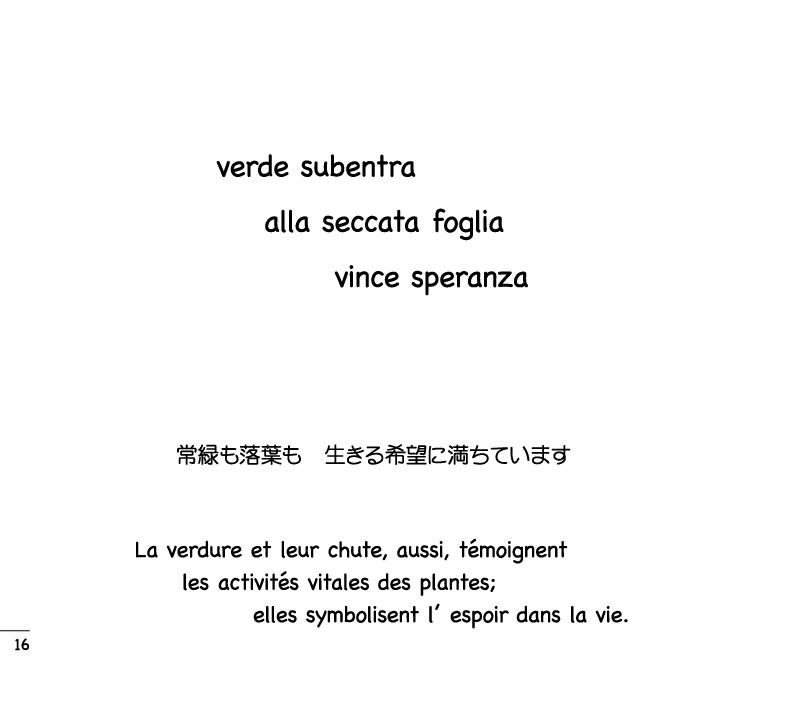 verde subentra
alla seccata foglia
vince speranza
常緑も落葉も　生きる希望に満ちています
La verdure et leur chute, aussi, témoignent
les activités vitales des plantes;
elles symbolisent l’ espoir dans la vie.
16